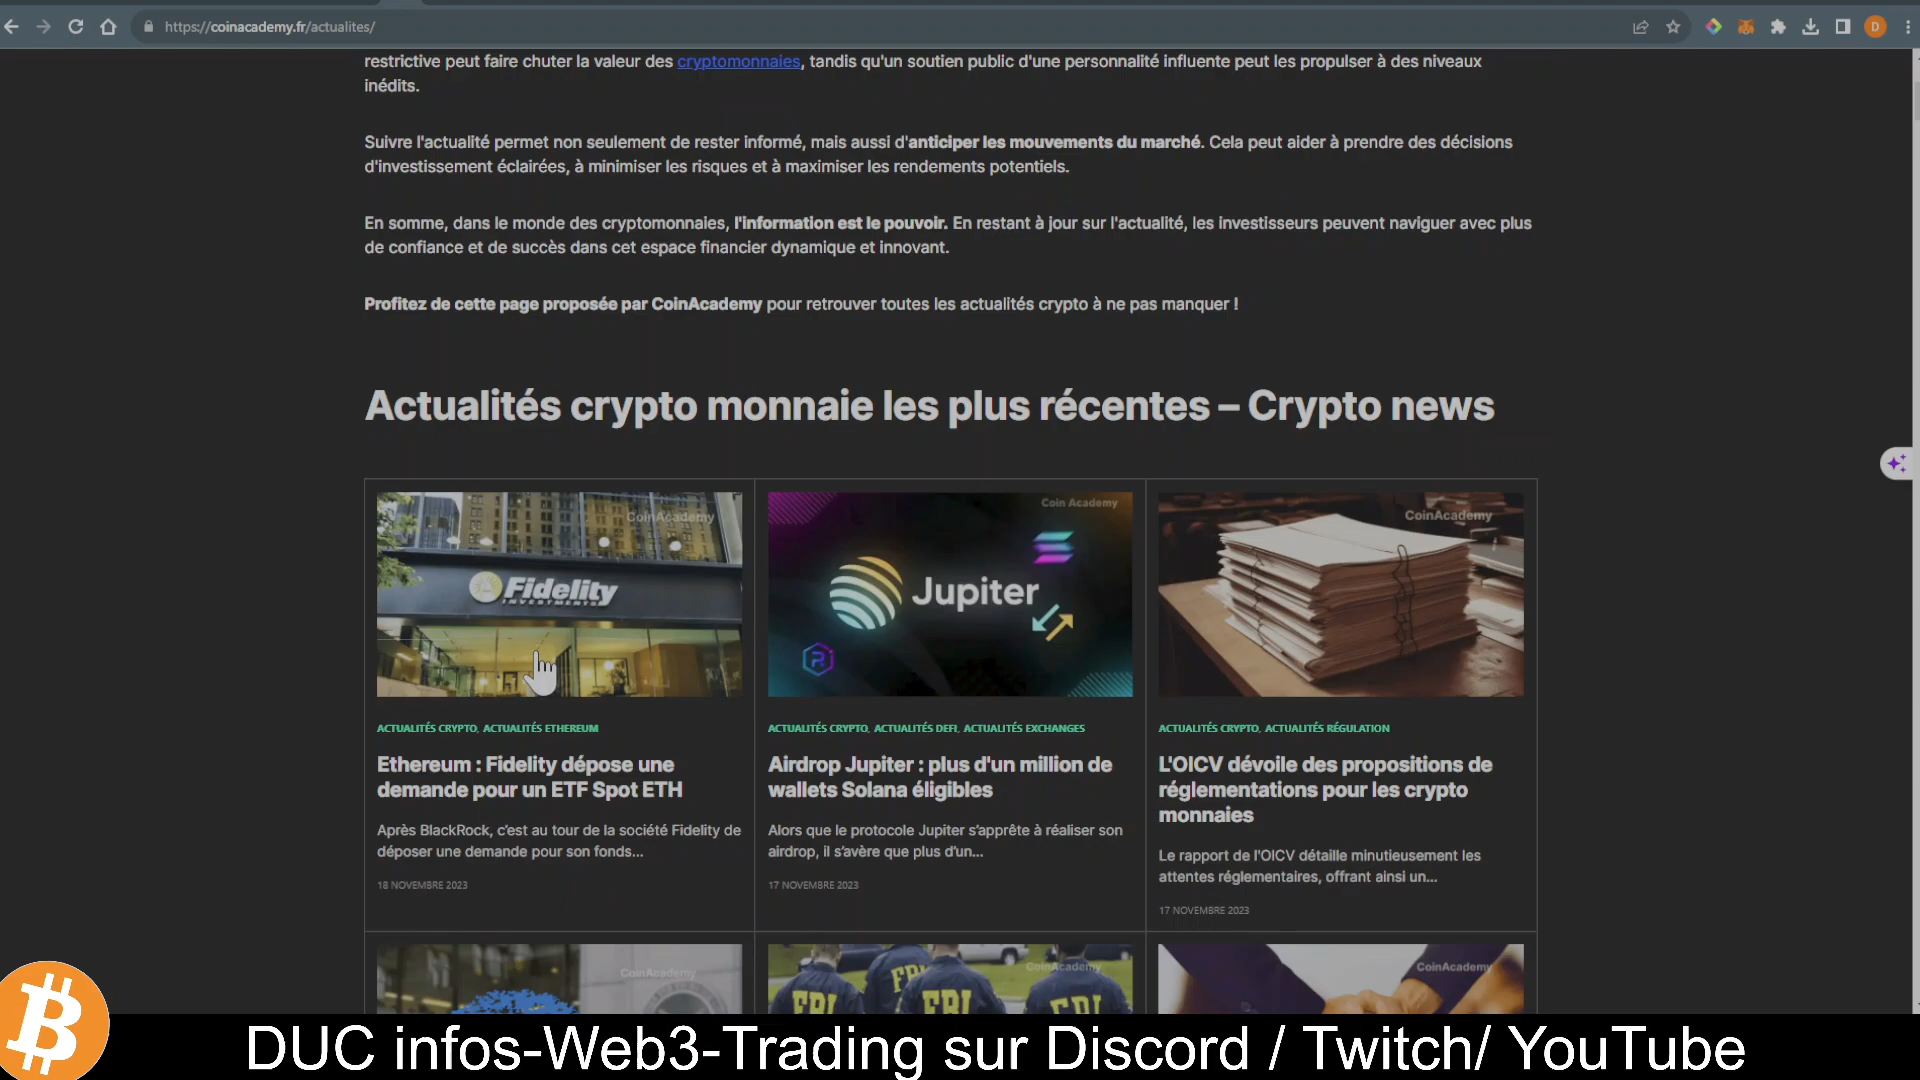 https://coinacademy.fr/actualites/
D
restrictive peut faire chuter la valeur des cryptomonnaies, tandis qu'un soutien public d'une personnalité influente peut les propulser à des niveaux
inédits.
Suivre l'actualité permet non seulement de rester informé, mais aussi d'anticiper les mouvements du marché. Cela peut aider à prendre des décisions
d'investissement éclairées, à minimiser les risques et à maximiser les rendements potentiels.
En somme, dans le monde des cryptomonnaies, l'information est le pouvoir. En restant à jour sur l'actualité, les investisseurs peuvent naviguer avec plus
de confiance et de succès dans cet espace financier dynamique et innovant.
Profitez de cette page proposée par CoinAcademy pour retrouver toutes les actualités crypto à ne pas manquer !
Actualités crypto monnaie les plus récentes – Crypto news
CoinAcademy
Fidelity
INVESTMENTS
ACTUALITÉS CRYPTO, ACTUALITÉS ETHEREUM
Ethereum : Fidelity dépose une
demande pour un ETF Spot ETH
Après BlackRock, c'est au tour de la société Fidelity de
déposer une demande pour son fonds...
18 NOVEMBRE 2023
Coin Academy
Jupiter
ACTUALITÉS CRYPTO, ACTUALITÉS DEFI, ACTUALITÉS EXCHANGES
Airdrop Jupiter : plus d'un million de
wallets Solana éligibles
Alors que le protocole Jupiter s'apprête à réaliser son
airdrop, il s'avère que plus d'un...
17 NOVEMBRE 2023
CoinAcademy
ACTUALITÉS CRYPTO, ACTUALITÉS RÉGULATION
L'OICV dévoile des propositions de
réglementations pour les crypto
monnaies
Le rapport de l'OICV détaille minutieusement les
attentes réglementaires, offrant ainsi un...
17 NOVEMBRE 2023
CoinAcademy
CoinAcademy
FBI
FBI
FBI
FBI
CoinAcademy
DUC infos-Web3-Trading sur Discord / Twitch/ YouTube